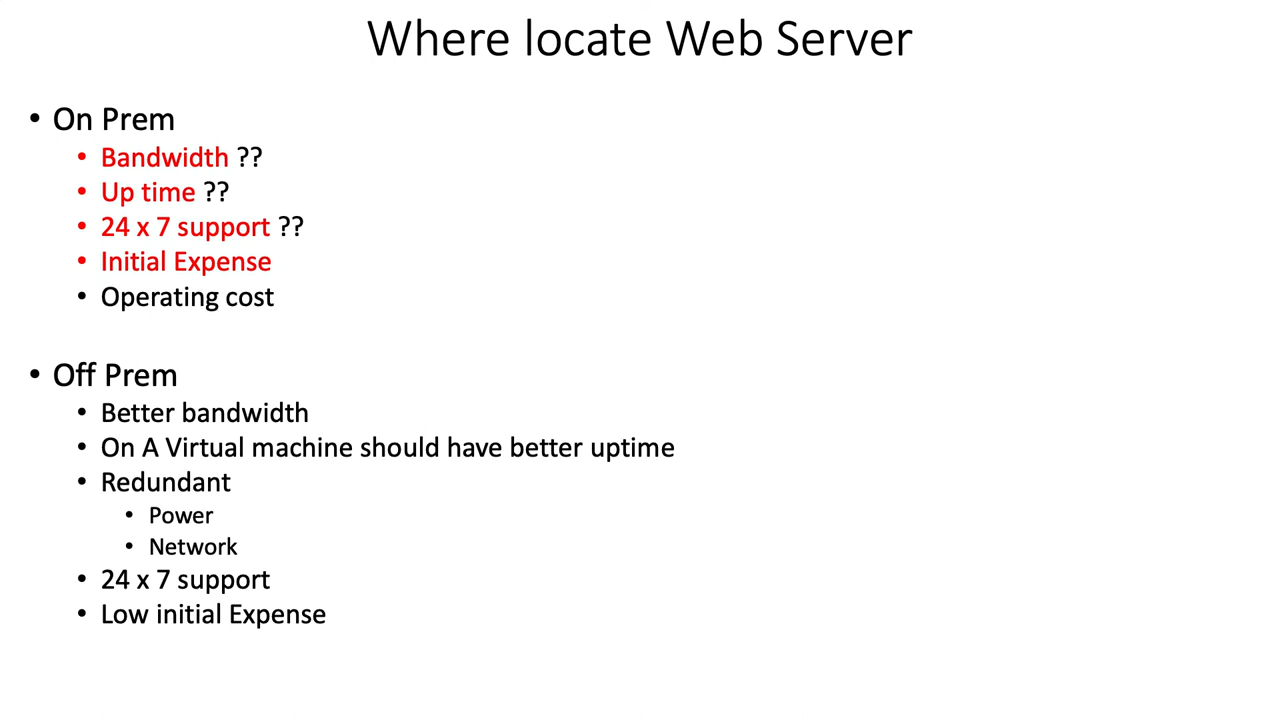 Where locate Web Server
• On Prem
• Bandwidth ??
• Up time ??
• 24 x 7 support ??
• Initial Expense
• Operating cost
• Off Prem
• Better bandwidth
• On A Virtual machine should have better uptime
• Redundant
• Power
• Network
• 24 x 7 support
• Low initial Expense